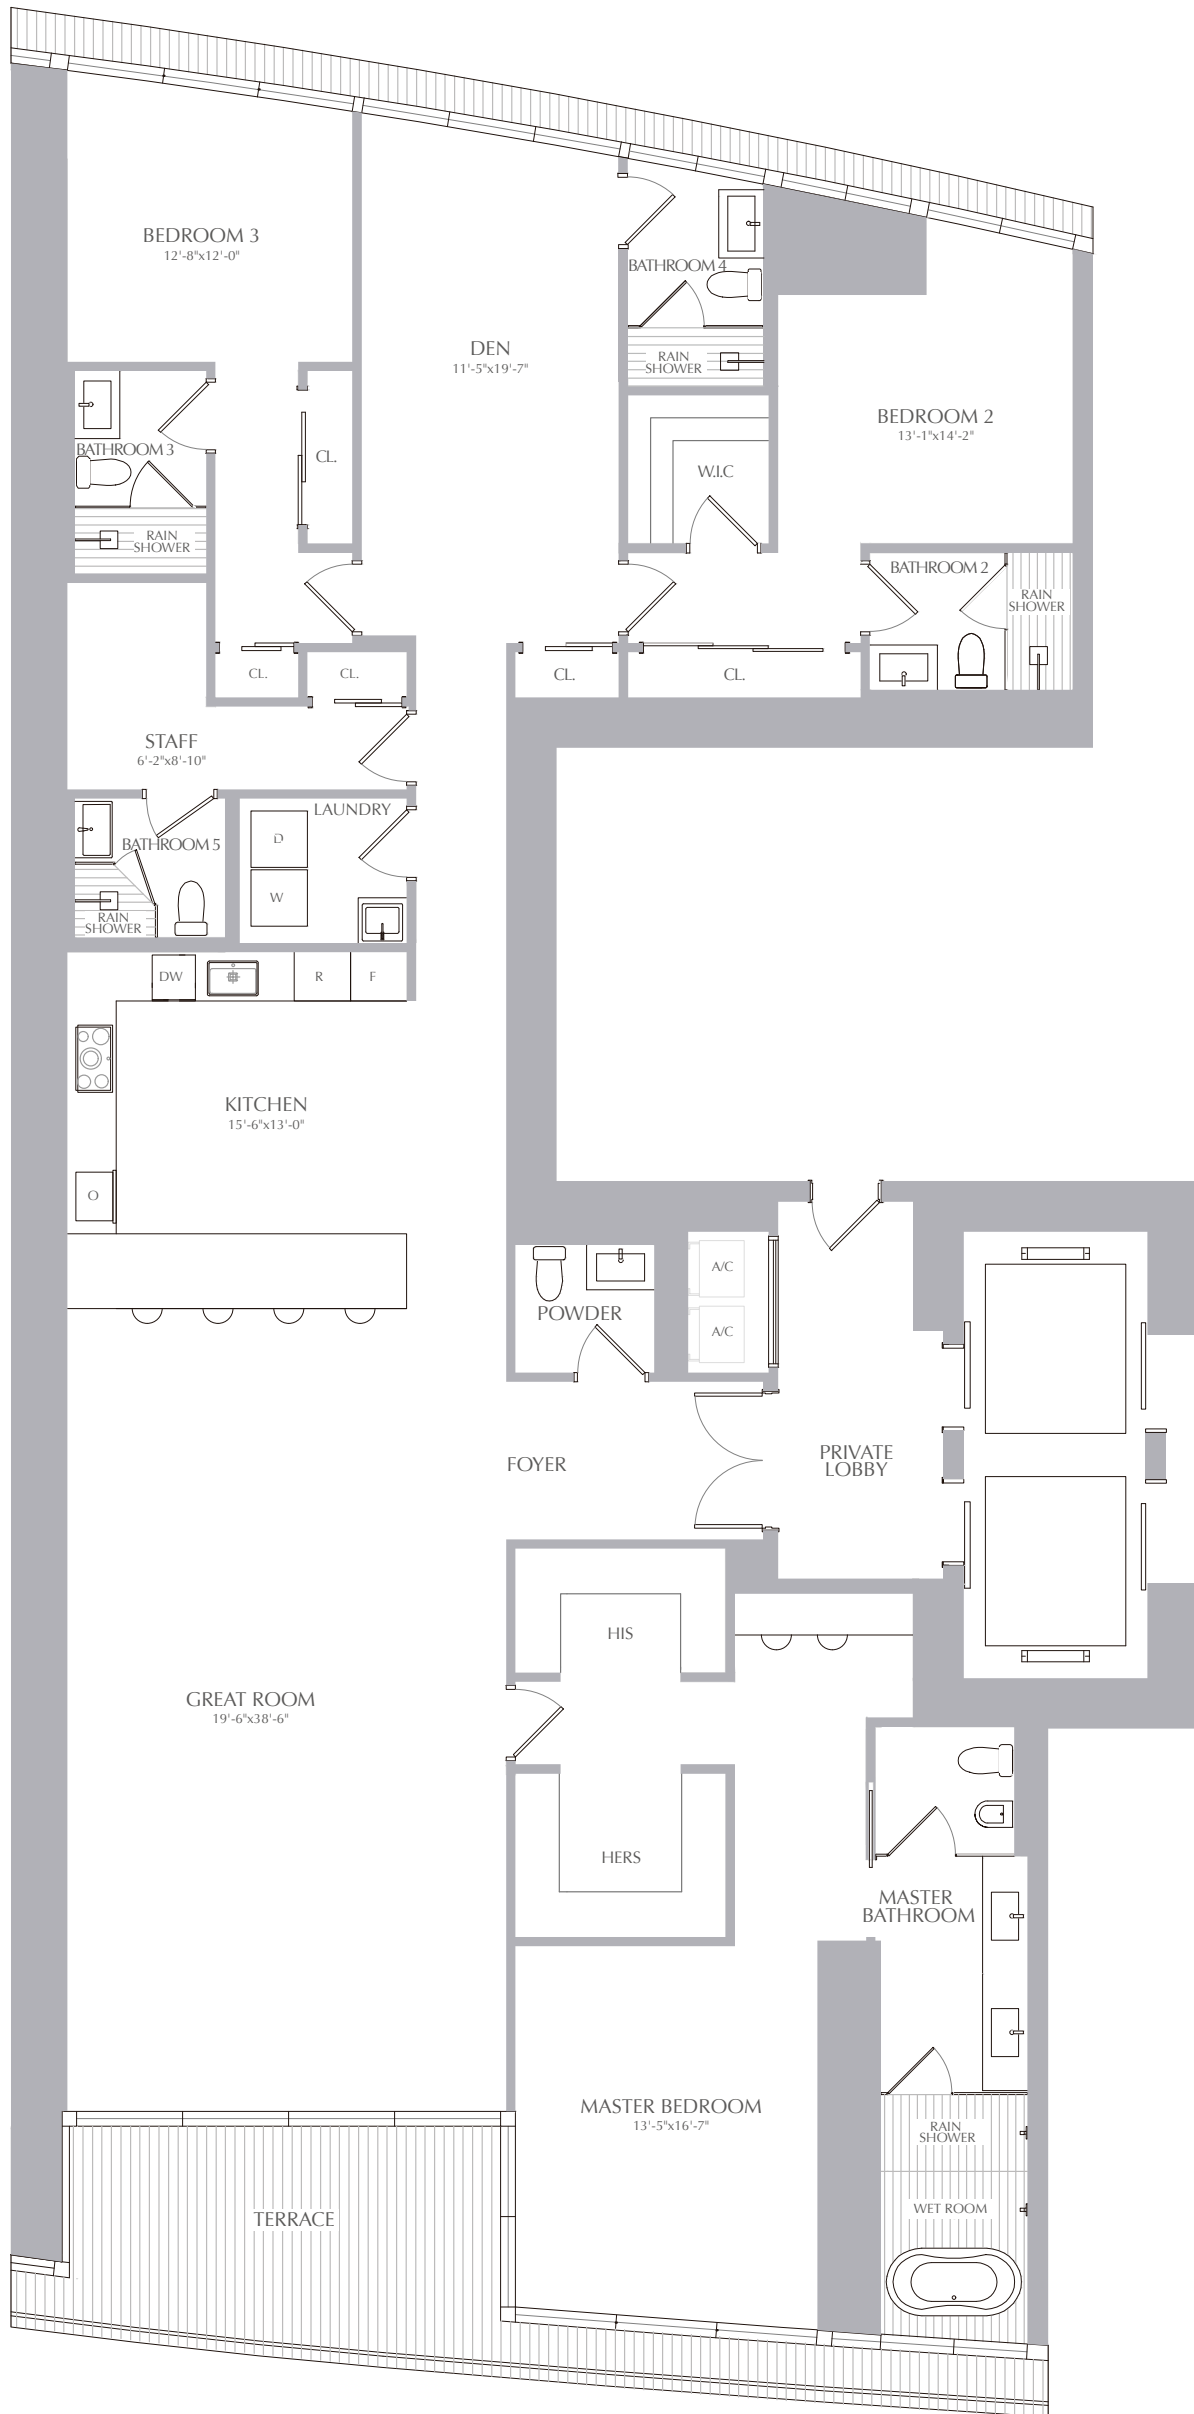 BEDROOM 3
12'-8"x12'-0"
BATHROOM 4
DEN
11'-5"x19'-7"
RAIN
SHOWER
BEDROOM 2
13'-1"x14'-2"
BATHROOM 3
CL.
W.I.C
RAIN
SHOWER
BATHROOM 2
RAIN
SHOWER
CL.
CL.
CL.
CL.
STAFF
6'-2"x8'-10"
LAUNDRY
D
BATHROOM 5
W
RAIN
SHOWER
DW
R
F
KITCHEN
15'-6"x13'-0"
O
A/C
POWDER
A/C
FOYER
PRIVATE
LOBBY
HIS
GREAT ROOM
19'-6"x38'-6"
HERS
MASTER
BATHROOM
MASTER BEDROOM
13'-5"x16'-7"
RAIN
SHOWER
WET ROOM
TERRACE